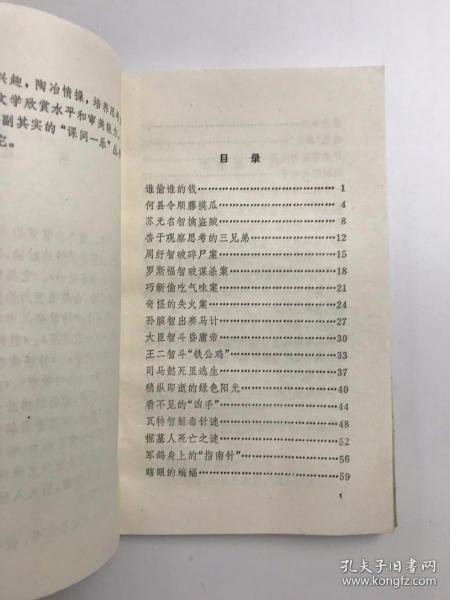 兴趣，陶冶情操，培养思考
文学欣赏水平和审美能力。
副其实的“课间一乐”丛
它。
目录
谁偷谁的钱……………………1
何县令顺藤摸瓜………………4
苏无名智擒盗贼………………8
善于观察思考的三兄弟………12
周纡智破碎尸案………………15
罗斯福智破谋杀案……………18
巧断偷吃气味案………………21
奇怪的失火案…………………24
孙膑智出赛马计………………27
大臣智斗昏庸帝………………30
王二智斗“铁公鸡”……………33
司马懿死里逃生………………37
稍纵即逝的绿色阳光…………40
看不见的“凶手”………………44
瓦特智解毒针谜………………48
掘墓人死亡之谜………………52
军鸽身上的“指南针”…………56
瞎眼的蝙蝠……………………59
1
孔夫子旧书网
www.kongfz.com